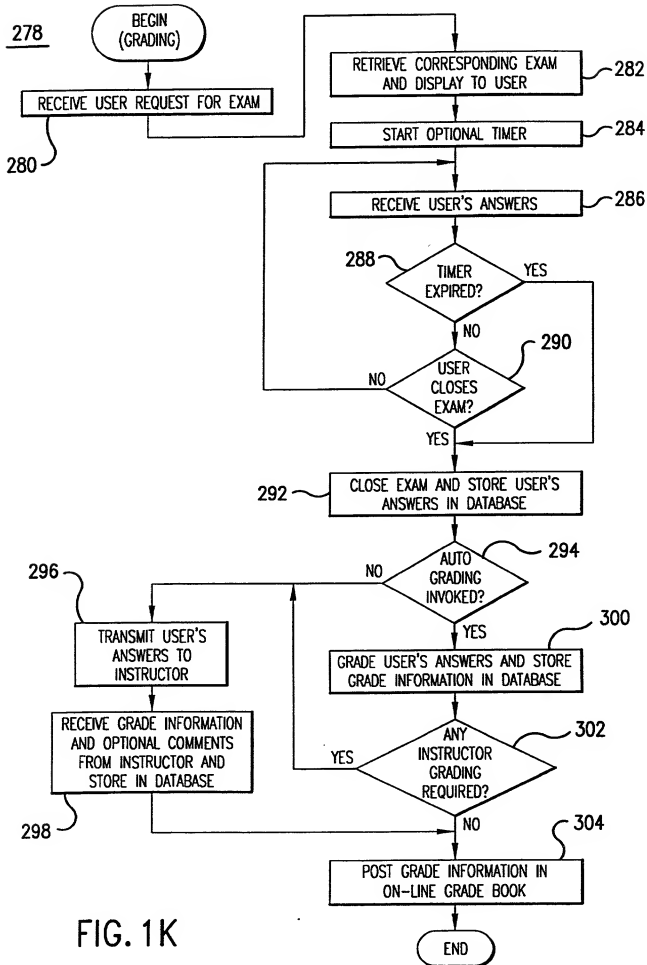 278
BEGIN
(GRADING)
RECEIVE USER REQUEST FOR EXAM
280
RETRIEVE CORRESPONDING EXAM
AND DISPLAY TO USER
282
START OPTIONAL TIMER
284
RECEIVE USER'S ANSWERS
286
288
TIMER
EXPIRED?
YES
NO
290
USER
CLOSES
EXAM?
NO
YES
292
CLOSE EXAM AND STORE USER'S
ANSWERS IN DATABASE
294
AUTO
GRADING
INVOKED?
NO
YES
296
TRANSMIT USER'S
ANSWERS TO
INSTRUCTOR
300
GRADE USER'S ANSWERS AND STORE
GRADE INFORMATION IN DATABASE
RECEIVE GRADE INFORMATION
AND OPTIONAL COMMENTS
FROM INSTRUCTOR AND
STORE IN DATABASE
298
302
ANY
INSTRUCTOR
GRADING
REQUIRED?
YES
NO
304
POST GRADE INFORMATION IN
ON-LINE GRADE BOOK
END
FIG. 1K